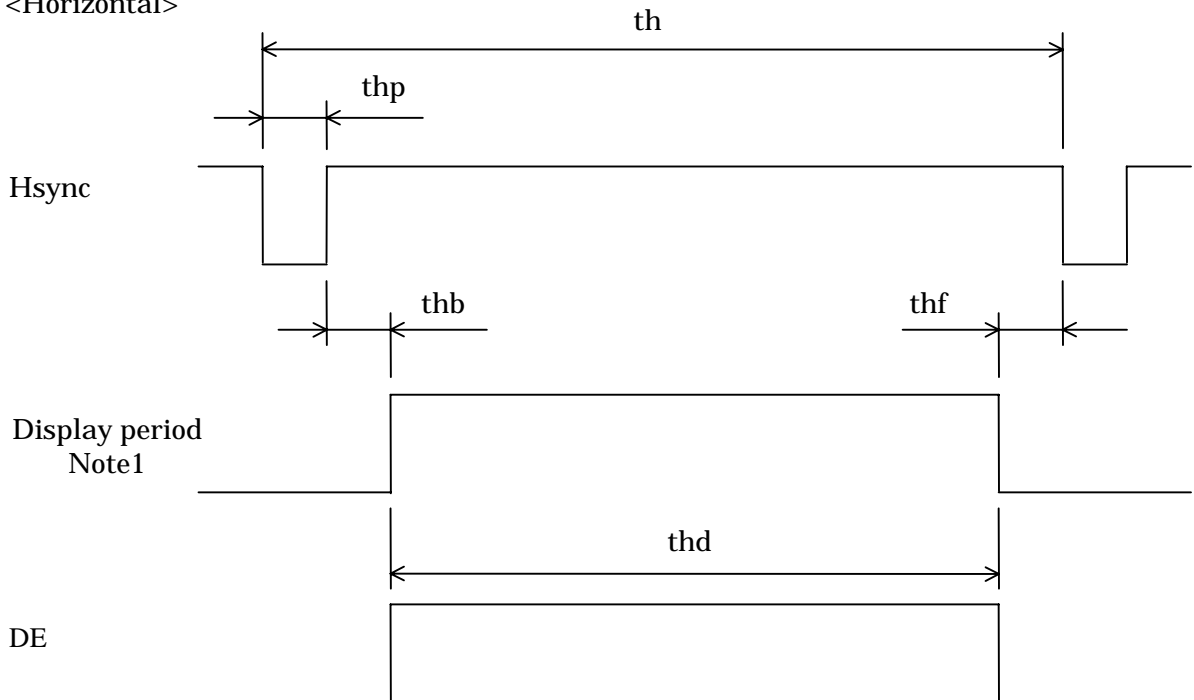 <Horizontal>
th
thp
Hsync
thb
thf
Display period
Note1
thd
DE